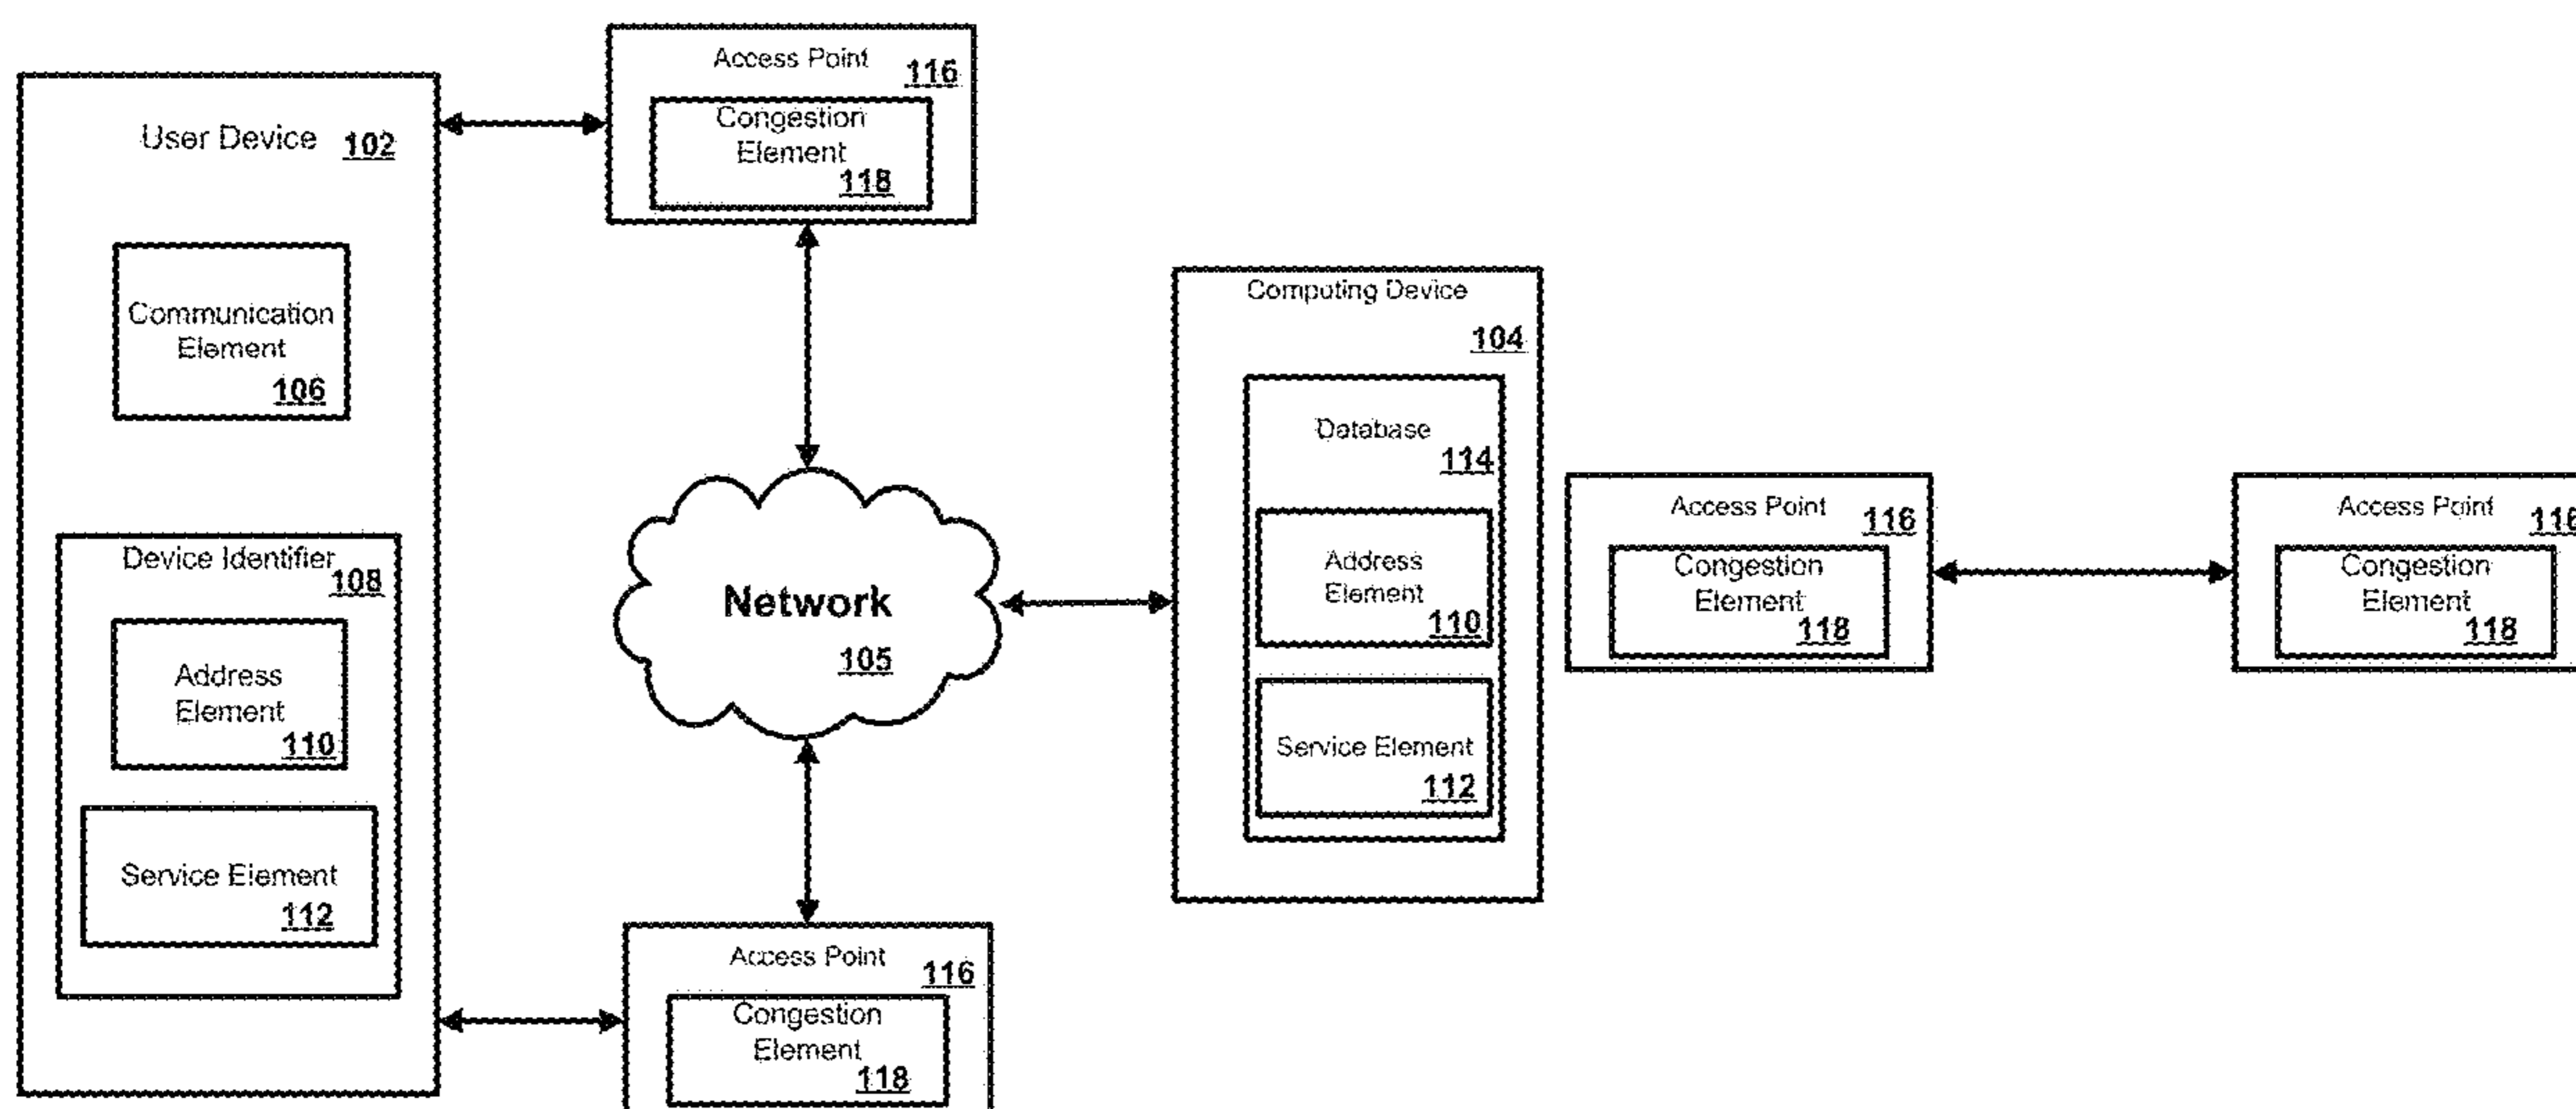 User Device 102
Communication
Element
106
Device Identifier
108
Address
Element
110
Service Element
112
Access Point
116
Congestion
Element
118
Network
105
Access Point
116
Congestion
Element
118
Computing Device
104
Database
114
Address
Element
110
Service Element
112
Access Point
116
Congestion
Element
118
Access Point
116
Congestion
Element
118